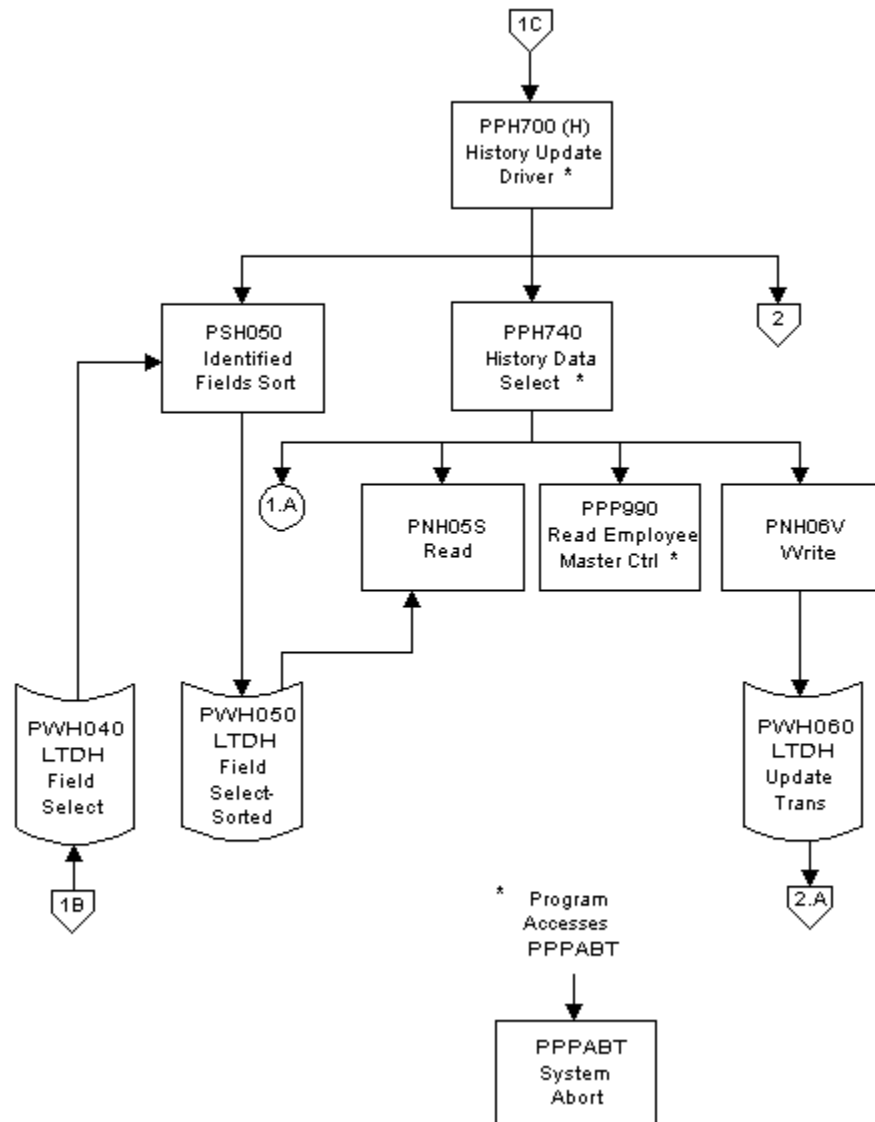 1C
PPH700 (H)
History Update
Driver *
PSH050
Identified
Fields Sort
PPH740
History Data
Select *
2
1.A
PNH05S
Read
PPP990
Read Employee
Master Ctrl *
PNH06V
Write
PWH040
LTDH
Field
Select
PWH050
LTDH
Field
Select-
Sorted
PWH060
LTDH
Update
Trans
1B
2.A
* Program
Accesses
PPPABT
PPPABT
System
Abort